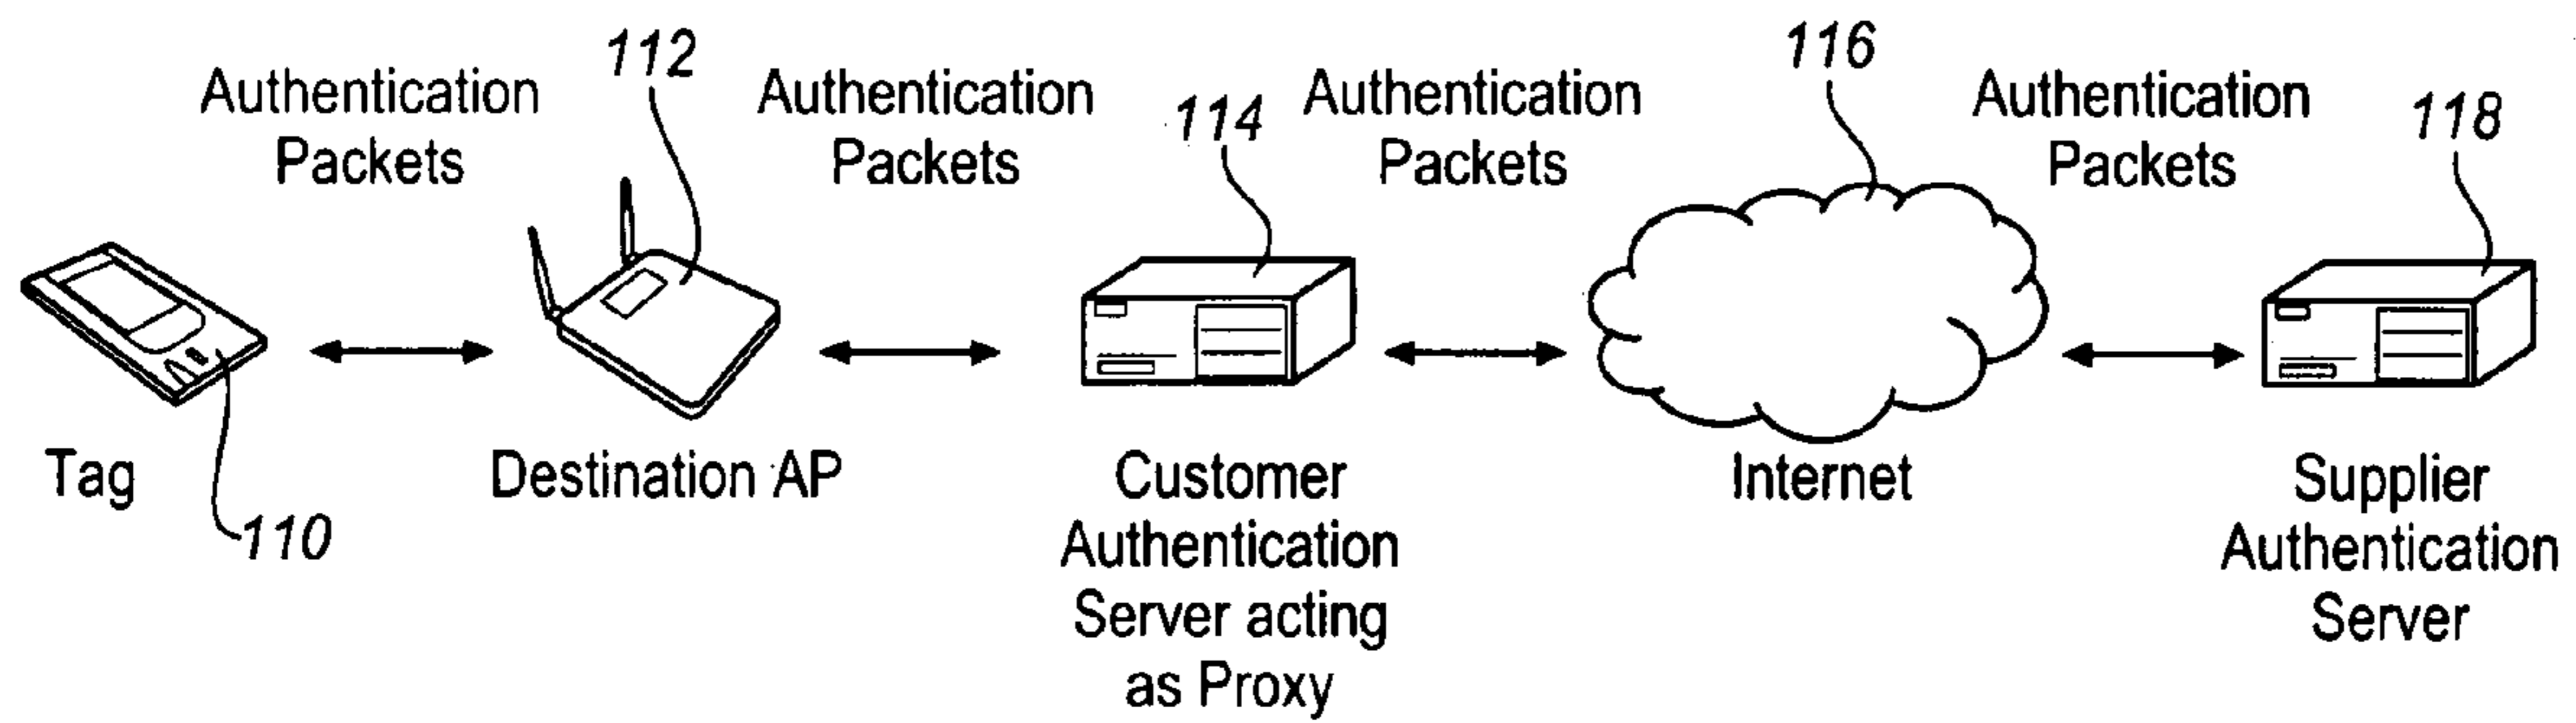 112
116
Authentication
Packets
Authentication
Packets
114
Authentication
Packets
Authentication
Packets
118
Tag
110
Destination AP
Customer
Authentication
Server acting
as Proxy
Internet
Supplier
Authentication
Server